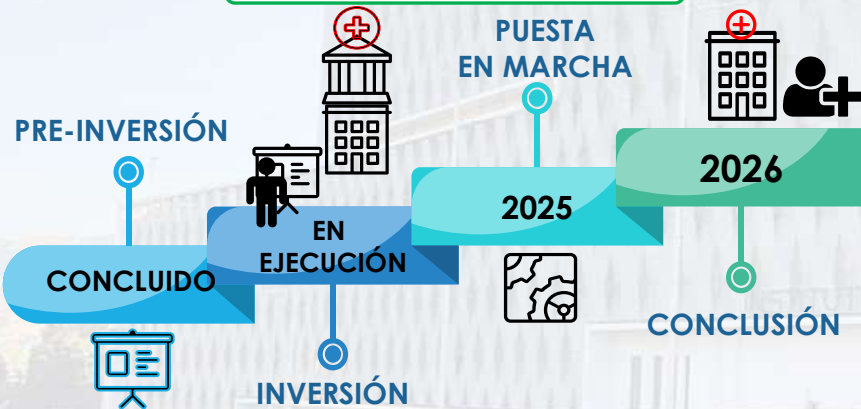 PRE-INVERSIÓN
CONCLUIDO
EN
EJECUCIÓN
INVERSIÓN
PUESTA
EN MARCHA
2025
2026
CONCLUSIÓN